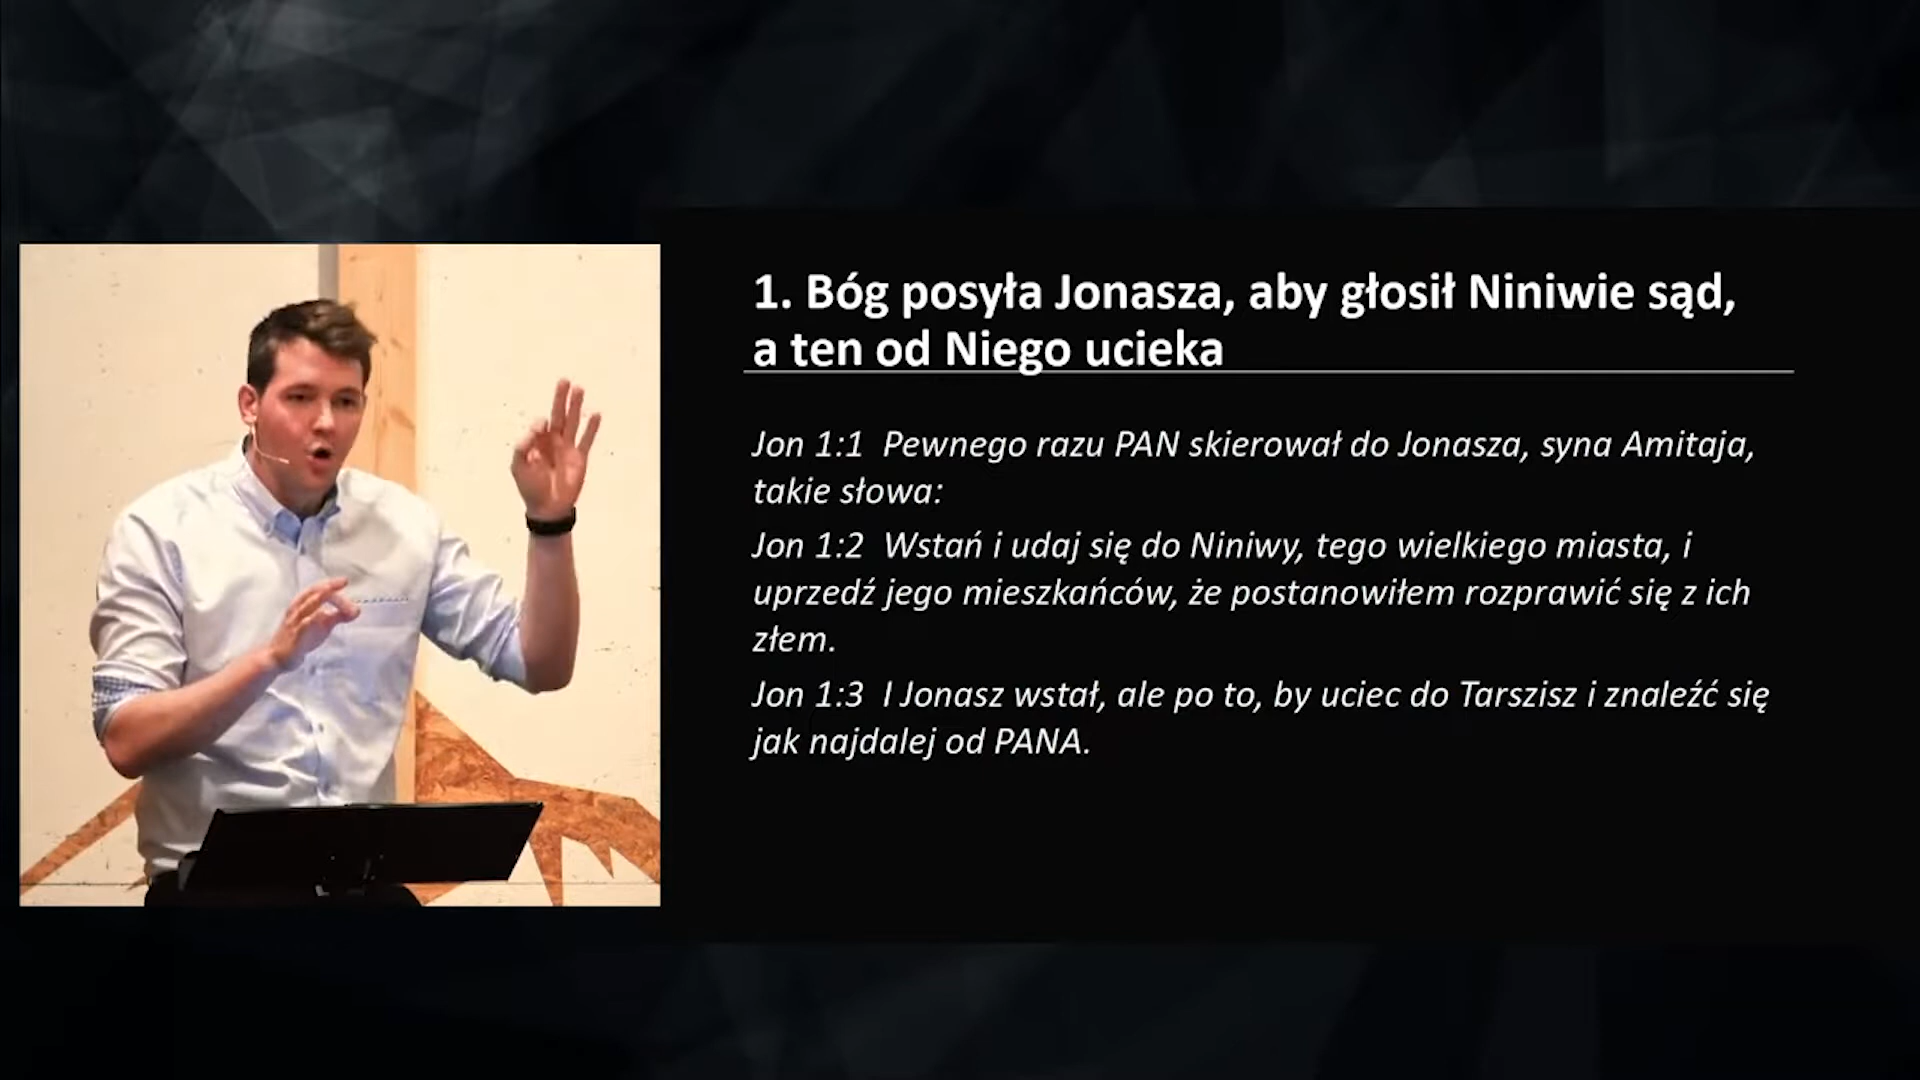 1. Bóg posyła Jonasza, aby głosił Niniwie sąd,
a ten od Niego ucieka
Jon 1:1 Pewnego razu PAN skierował do Jonasza, syna Amitaja,
takie słowa:
Jon 1:2 Wstań i udaj się do Niniwy, tego wielkiego miasta, i
uprzedź jego mieszkańców, że postanowiłem rozprawić się z ich
złem.
Jon 1:3 I Jonasz wstał, ale po to, by uciec do Tarszisz i znaleźć się
jak najdalej od PANA.